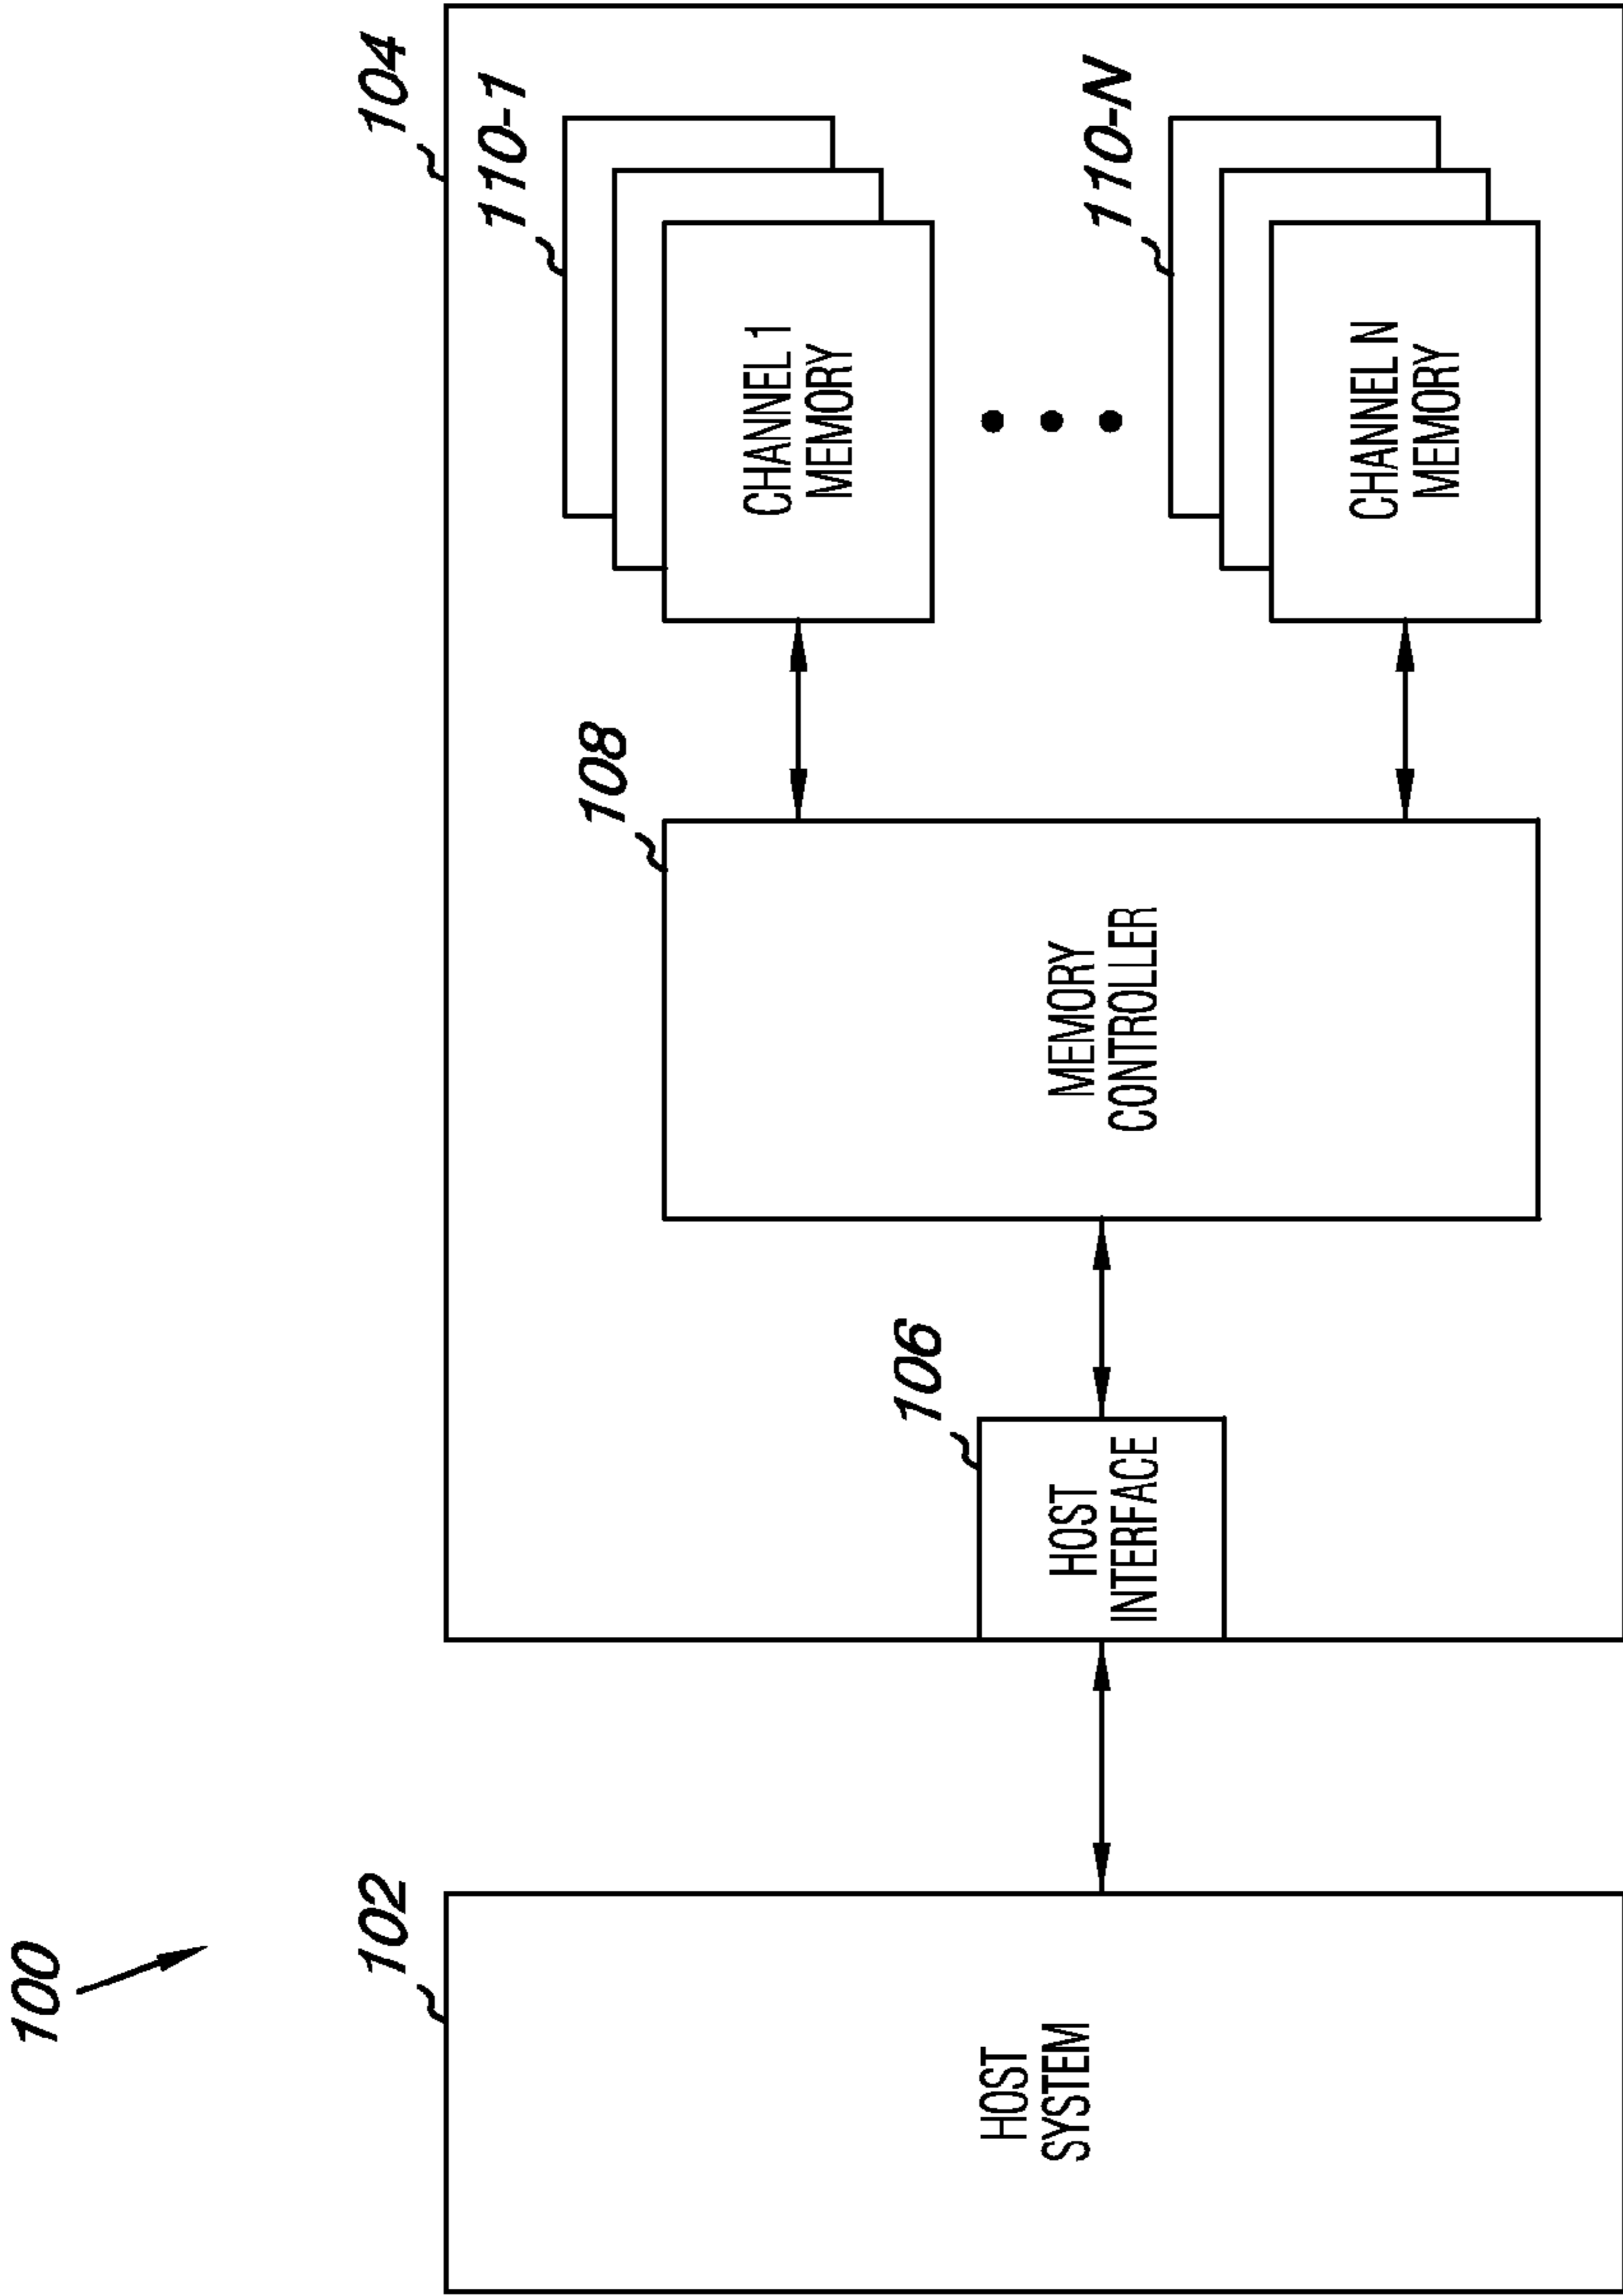 100
102
HOST
SYSTEM
104
106
HOST
INTERFACE
108
MEMORY
CONTROLLER
110-1
CHANNEL 1
MEMORY
110-N
CHANNEL N
MEMORY